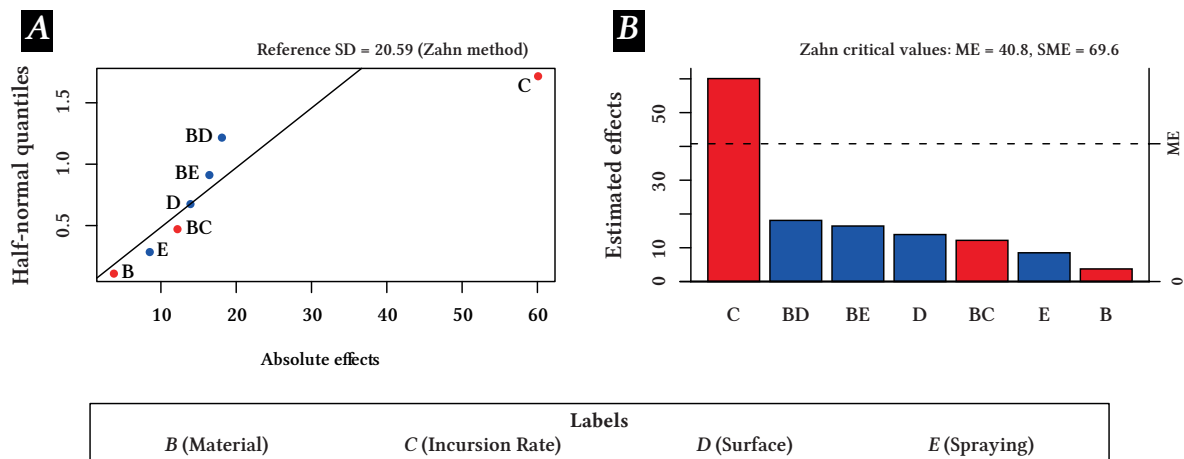 A
Reference SD = 20.59 (Zahn method)
Half-normal quantiles
1.5
1.0
0.5
C
BD
BE
D
BC
E
B
10 20 30 40 50 60
Absolute effects
B
Zahn critical values: ME = 40.8, SME = 69.6
Estimated effects
50
30
10
0
ME
0
C BD BE D BC E B
Labels
B (Material) C (Incursion Rate) D (Surface) E (Spraying)